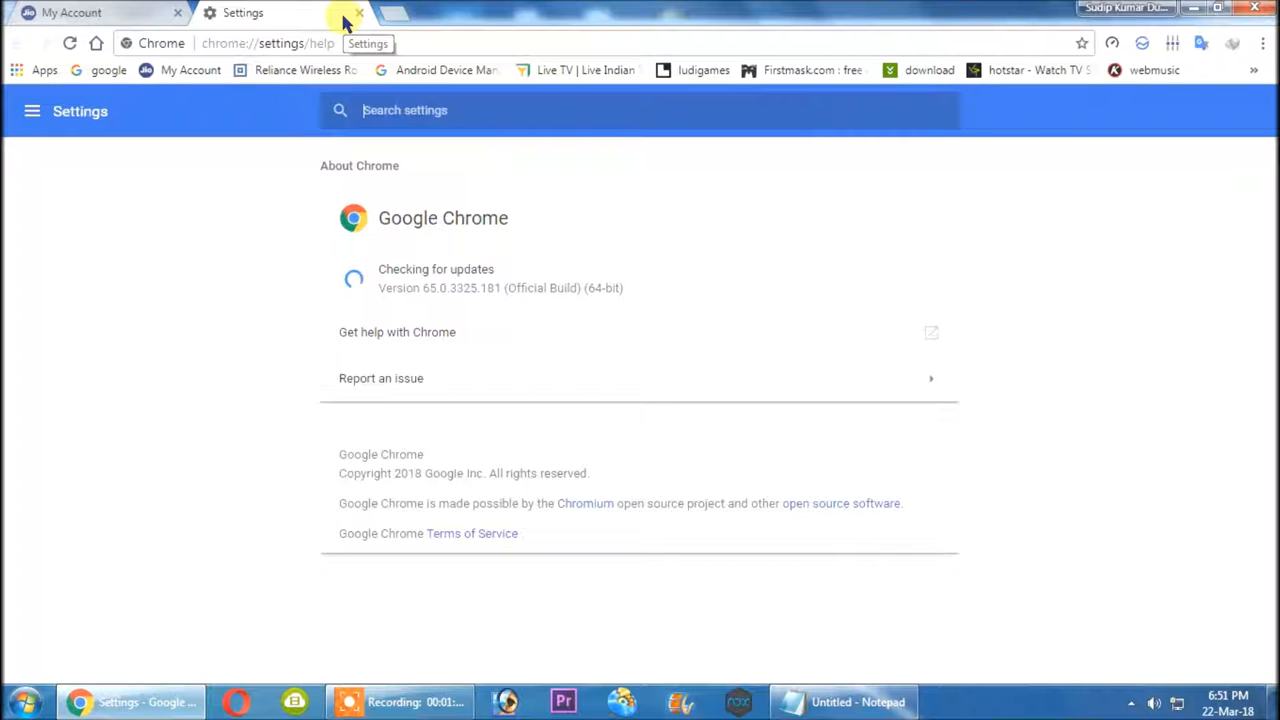 My Account
Settings
Sudip Kumar Du...
Chrome
chrome://settings/help
Settings
Apps
google
My Account
Reliance Wireless Ro
Android Device Man
Live TV | Live Indian
ludigames
Firstmask.com : free
download
hotstar - Watch TV S
webmusic
»
Settings
Search settings
About Chrome
Google Chrome
Checking for updates
Version 65.0.3325.181 (Official Build) (64-bit)
Get help with Chrome
Report an issue
Google Chrome
Copyright 2018 Google Inc. All rights reserved.
Google Chrome is made possible by the Chromium open source project and other open source software.
Google Chrome Terms of Service
Settings - Google ...
Recording: 00:01:...
Pr
nox
Untitled - Notepad
6:51 PM
22-Mar-18